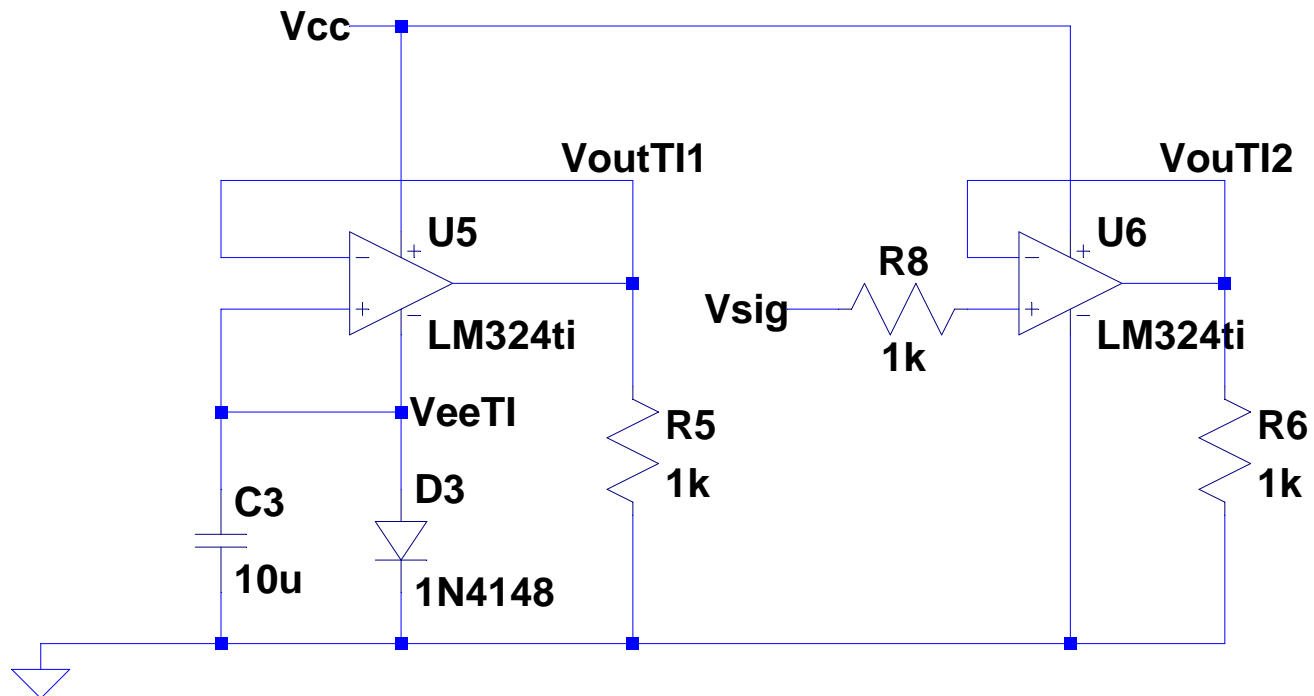 Vcc
VoutTI1
VouTI2
U5
U6
R8
Vsig
LM324ti
1k
LM324ti
VeeTI
R5
R6
1k
1k
C3
D3
10u
1N4148